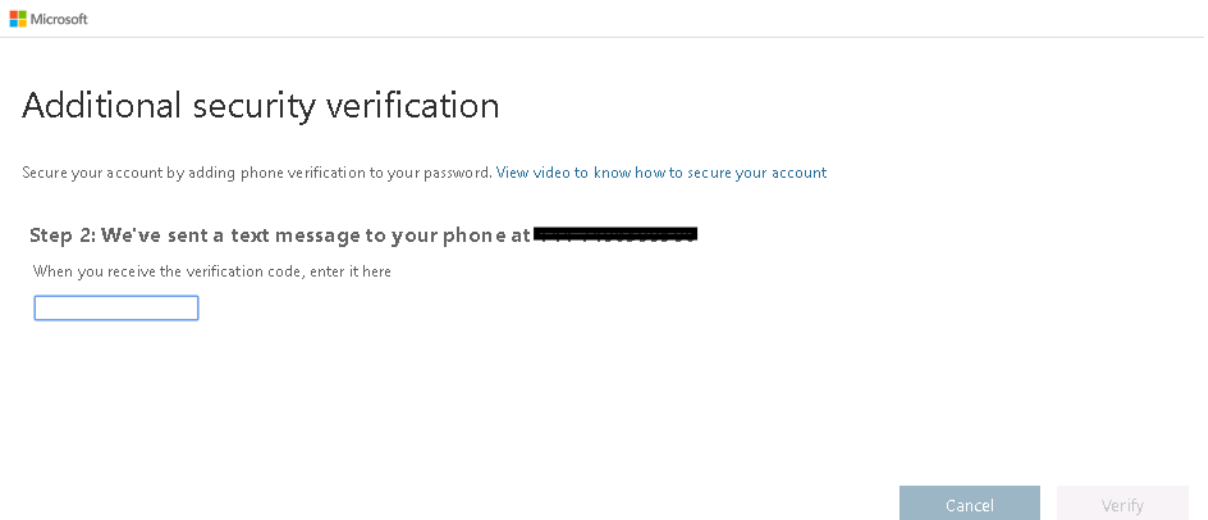 Microsoft
Additional security verification
Secure your account by adding phone verification to your password. View video to know how to secure your account
Step 2: We've sent a text message to your phone at
When you receive the verification code, enter it here
Cancel
Verify